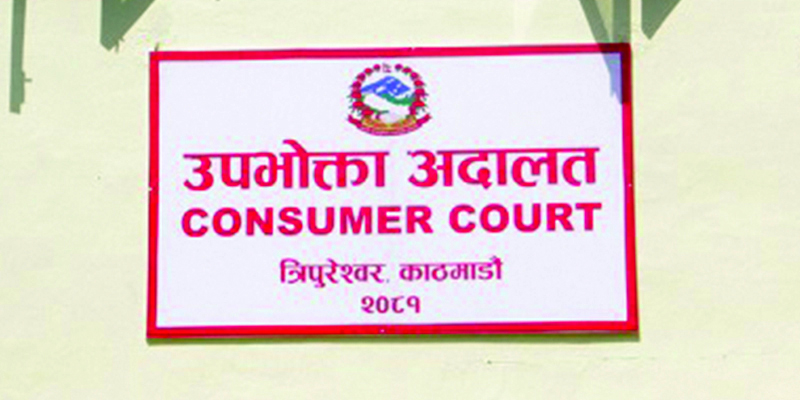 उपभोक्ता अदालत
CONSUMER COURT
त्रिपुरेश्वर, काठमाडौं
२०८१